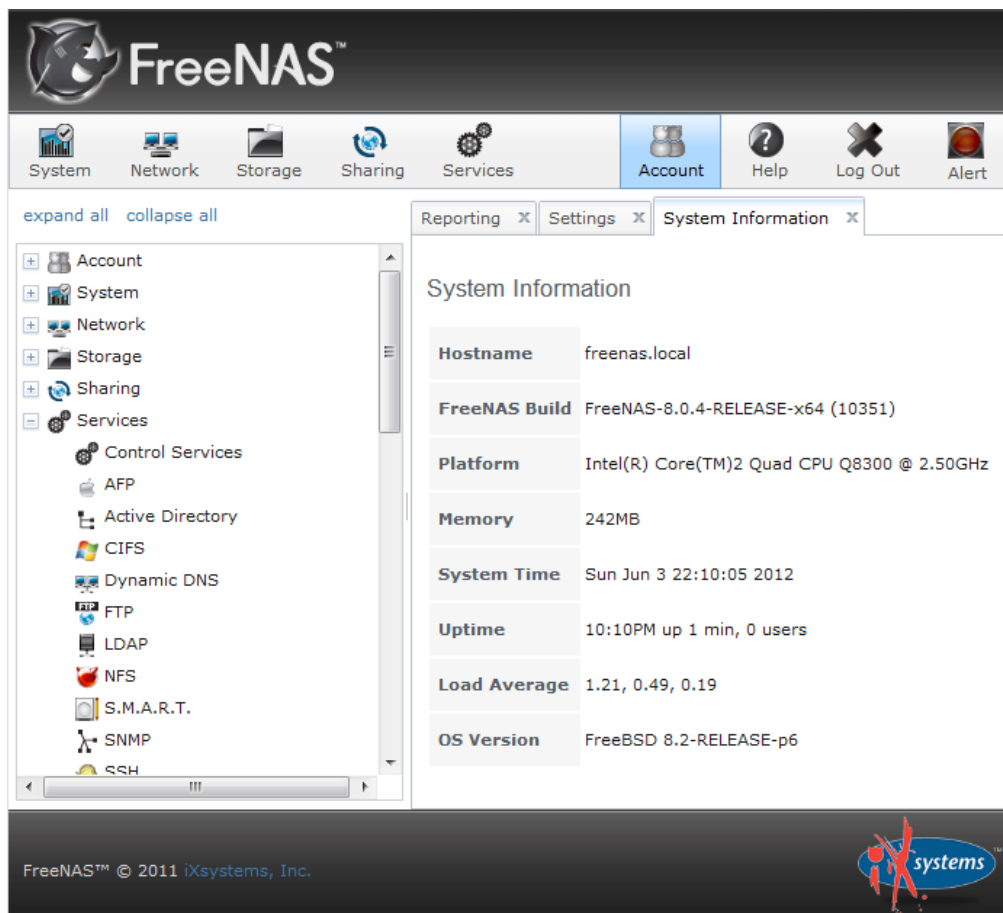 FreeNAS™
System Network Storage Sharing Services Account Help Log Out Alert
expand all collapse all
Reporting x Settings x System Information x
Account
System
Network
Storage
Sharing
Services
Control Services
AFP
Active Directory
CIFS
Dynamic DNS
FTP
LDAP
NFS
S.M.A.R.T.
SNMP
SSH
System Information
Hostname freenas.local
FreeNAS Build FreeNAS-8.0.4-RELEASE-x64 (10351)
Platform Intel(R) Core(TM)2 Quad CPU Q8300 @ 2.50GHz
Memory 242MB
System Time Sun Jun 3 22:10:05 2012
Uptime 10:10PM up 1 min, 0 users
Load Average 1.21, 0.49, 0.19
OS Version FreeBSD 8.2-RELEASE-p6
FreeNAS™ © 2011 iXsystems, Inc.
iXsystems™